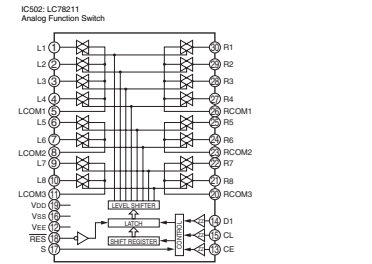 IC502: LC78211
Analog Function Switch
L1 1 30 R1
L2 2 29 R2
L3 3 28 R3
L4 4 27 R4
LCOM1 5 26 RCOM1
L5 6 25 R5
L6 7 24 R6
LCOM2 8 23 RCOM2
L7 9 22 R7
L8 10 21 R8
LCOM3 11 20 RCOM3
VDD 19 LEVEL SHIFTER
VSS 16
VEE 12 LATCH CONTROL 14 D1
RES 18 15 CL
S 17 SHIFT REGISTER 13 CE